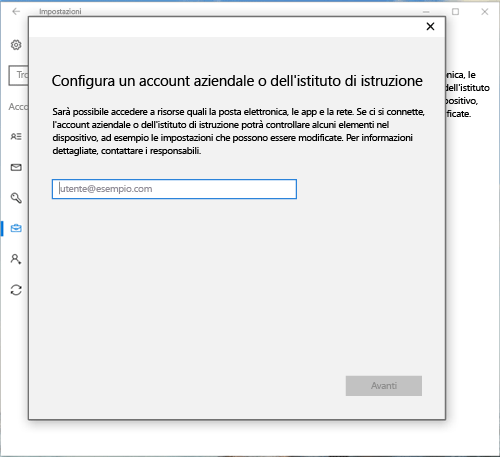 Impostazioni
Configura un account aziendale o dell'istituto di istruzione
Sarà possibile accedere a risorse quali la posta elettronica, le app e la rete. Se ci si connette,
l'account aziendale o dell'istituto di istruzione potrà controllare alcuni elementi nel
dispositivo, ad esempio le impostazioni che possono essere modificate. Per informazioni
dettagliate, contattare i responsabili.
utente@esempio.com
Avanti
Tro
Acco
nica, le
dell'istituto
positivo,
ficate.